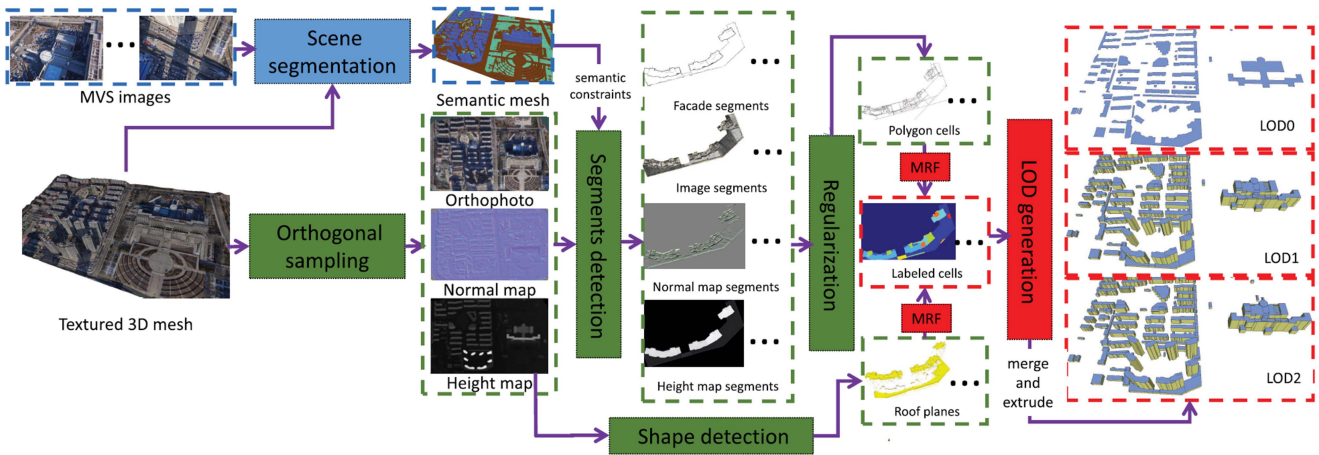 MVS images
Scene
segmentation
Semantic mesh
semantic
constraints
Textured 3D mesh
Orthogonal
sampling
Orthophoto
Normal map
Height map
Segments detection
Facade segments
Image segments
Normal map segments
Height map segments
Shape detection
Regularization
Polygon cells
MRF
Labeled cells
MRF
Roof planes
LOD generation
merge
and
extrude
LOD0
LOD1
LOD2